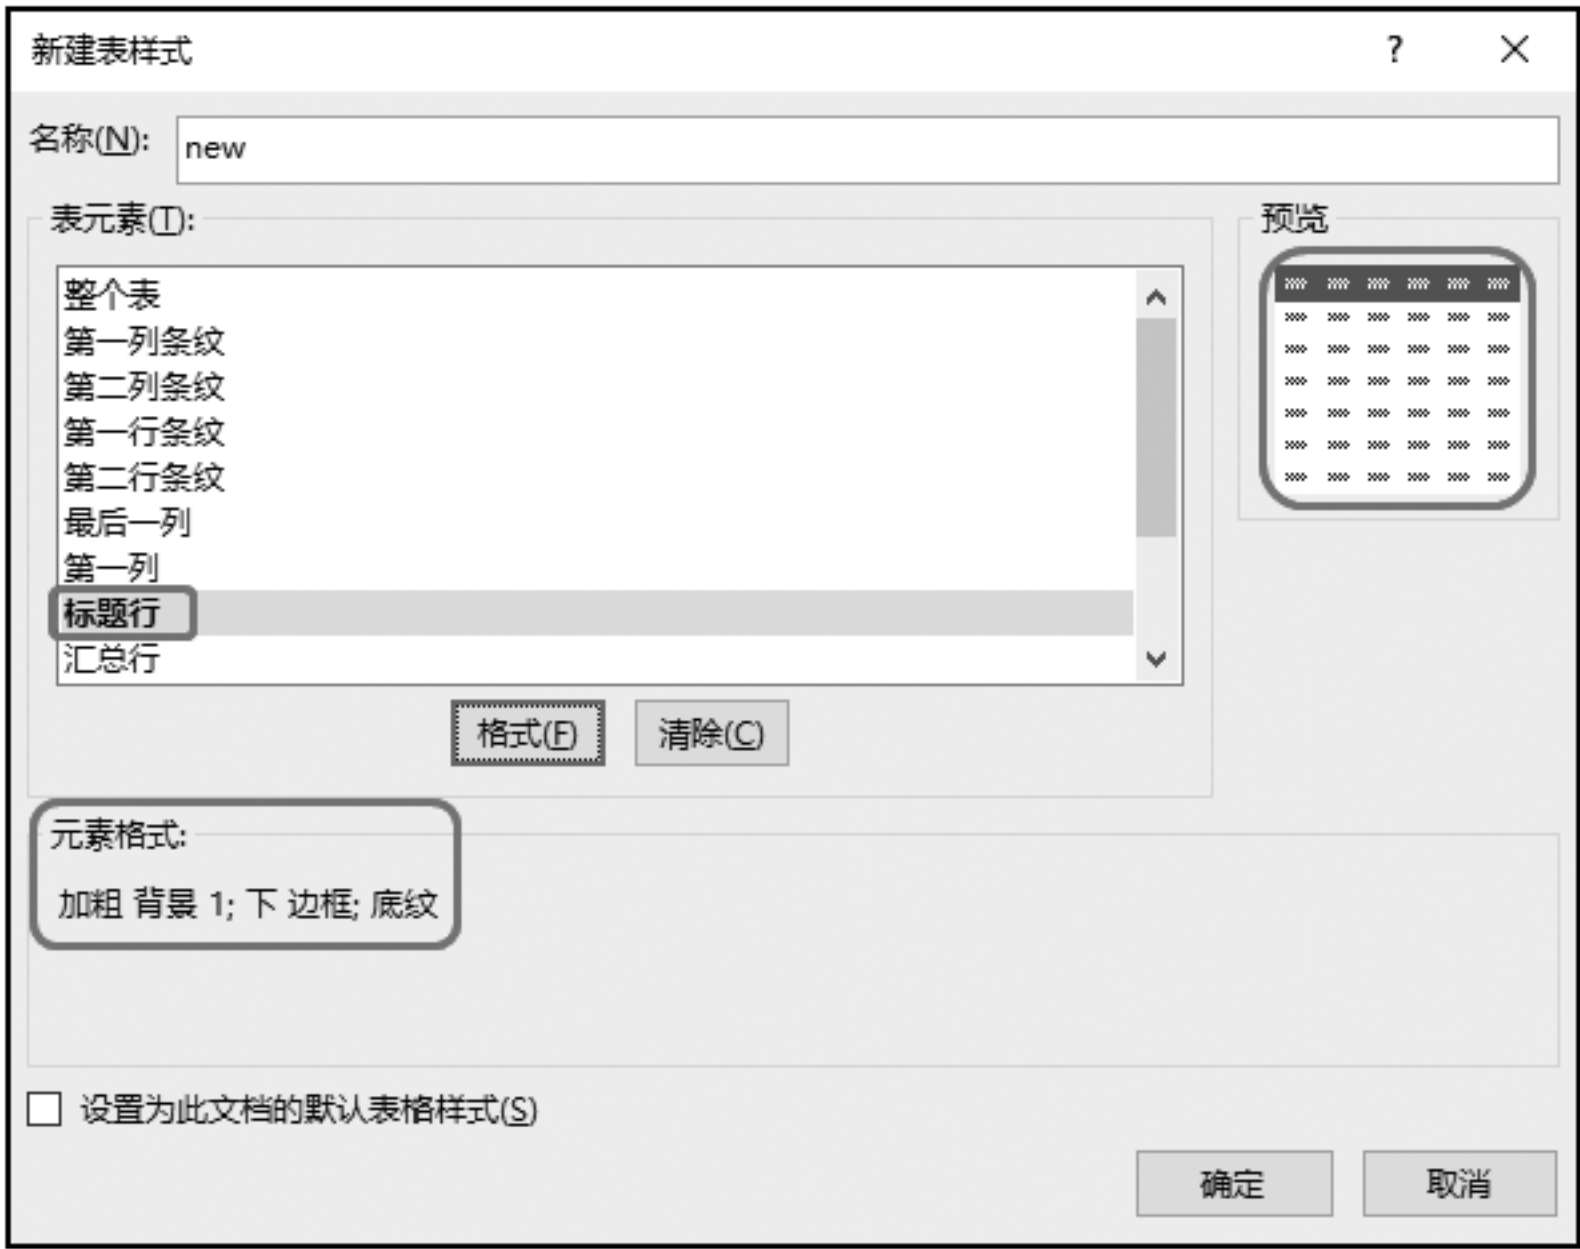 新建表样式
?
名称(N):
new
表元素(T):
预览
整个表
第一列条纹
第二列条纹
第一行条纹
第二行条纹
最后一列
第一列
标题行
汇总行
格式(F)
清除(C)
元素格式:
加粗 背景 1; 下 边框; 底纹
设置为此文档的默认表格样式(S)
确定
取消